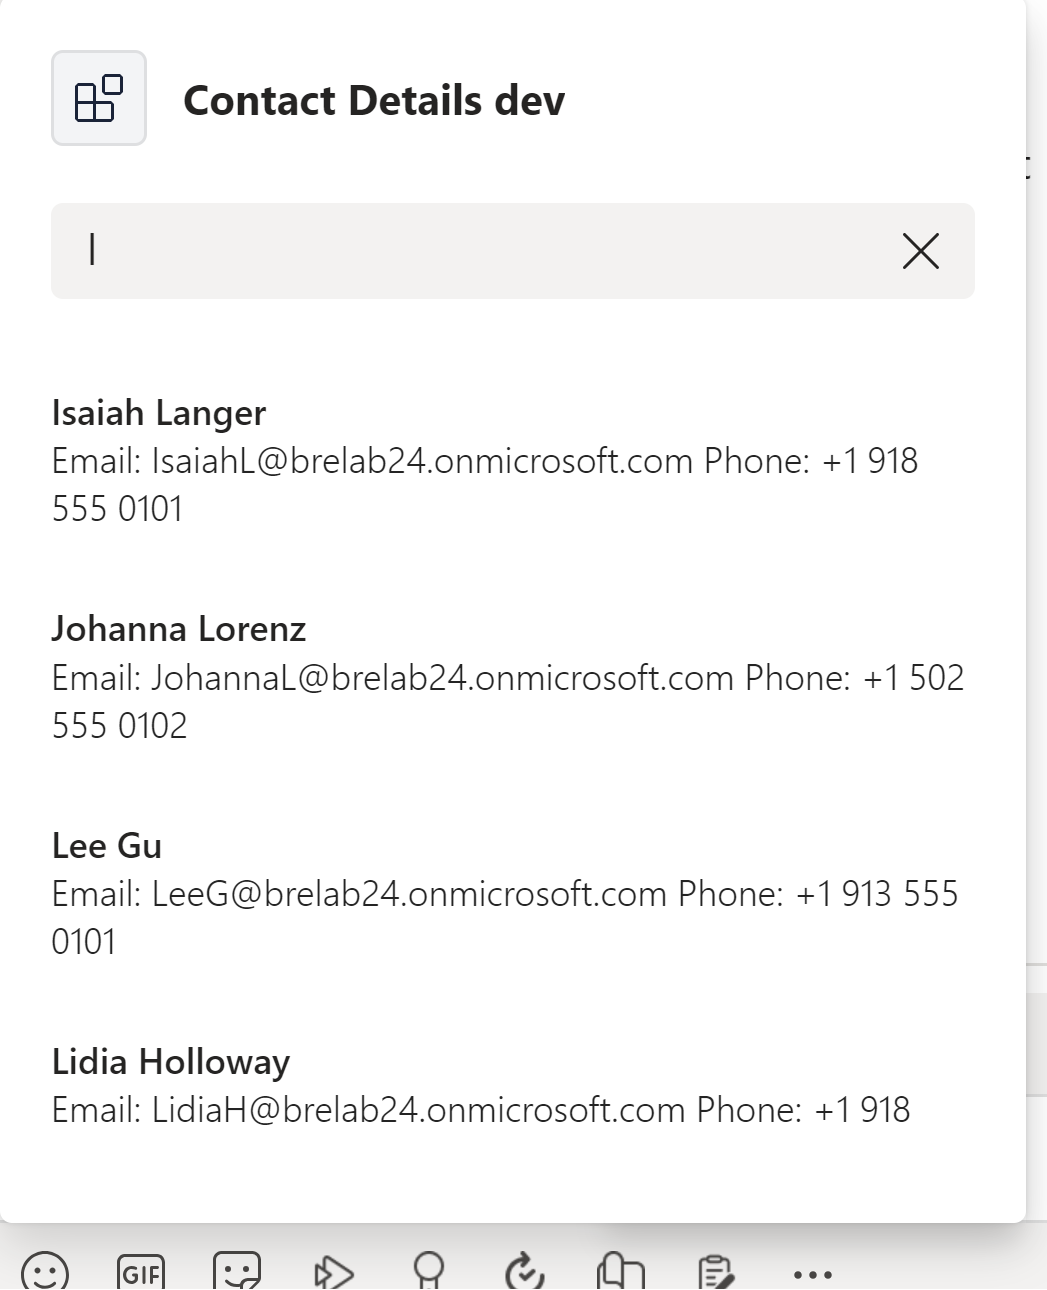 Contact Details dev
l
Isaiah Langer
Email: IsaiahL@brelab24.onmicrosoft.com Phone: +1 918
555 0101
Johanna Lorenz
Email: JohannaL@brelab24.onmicrosoft.com Phone: +1 502
555 0102
Lee Gu
Email: LeeG@brelab24.onmicrosoft.com Phone: +1 913 555
0101
Lidia Holloway
Email: LidiaH@brelab24.onmicrosoft.com Phone: +1 918
GIF